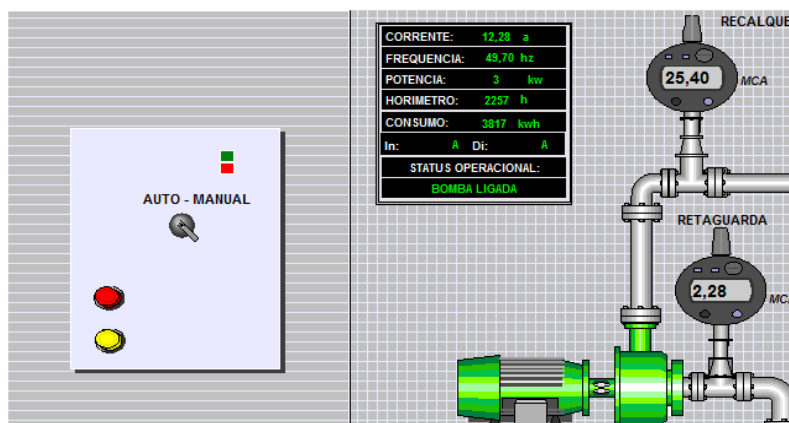 RECALQUE
CORRENTE: 12,28 a
FREQUENCIA: 49,70 hz
POTENCIA: 3 kw
HORIMETRO: 2257 h
CONSUMO: 3817 kwh
In: A Di: A
STATUS OPERACIONAL:
BOMBA LIGADA
25,40 MCA
AUTO - MANUAL
RETAGUARDA
2,28 MC